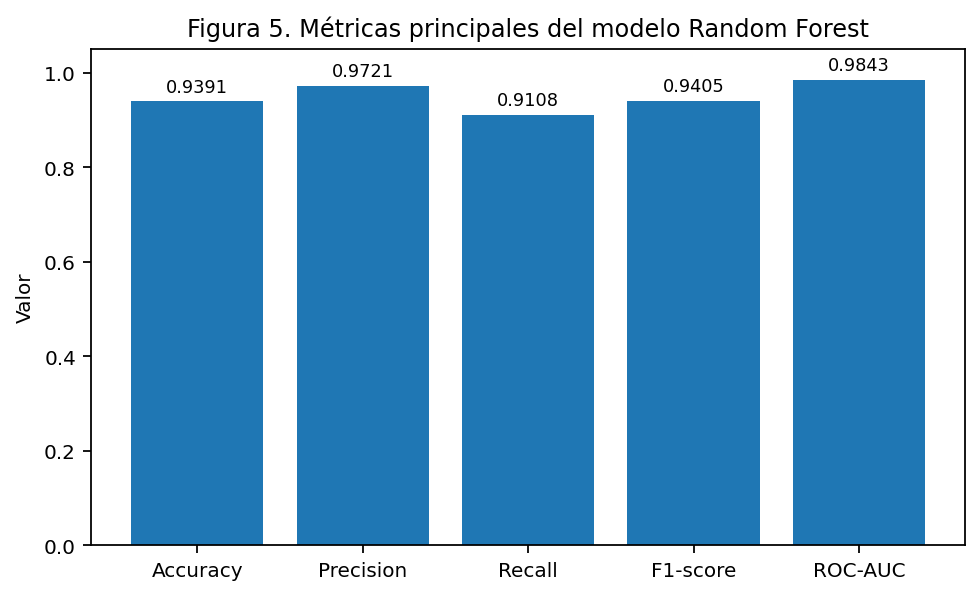 Figura 5. Métricas principales del modelo Random Forest
0.9391
0.9721
0.9108
0.9405
0.9843
1.0
0.8
0.6
0.4
0.2
0.0
Valor
Accuracy
Precision
Recall
F1-score
ROC-AUC